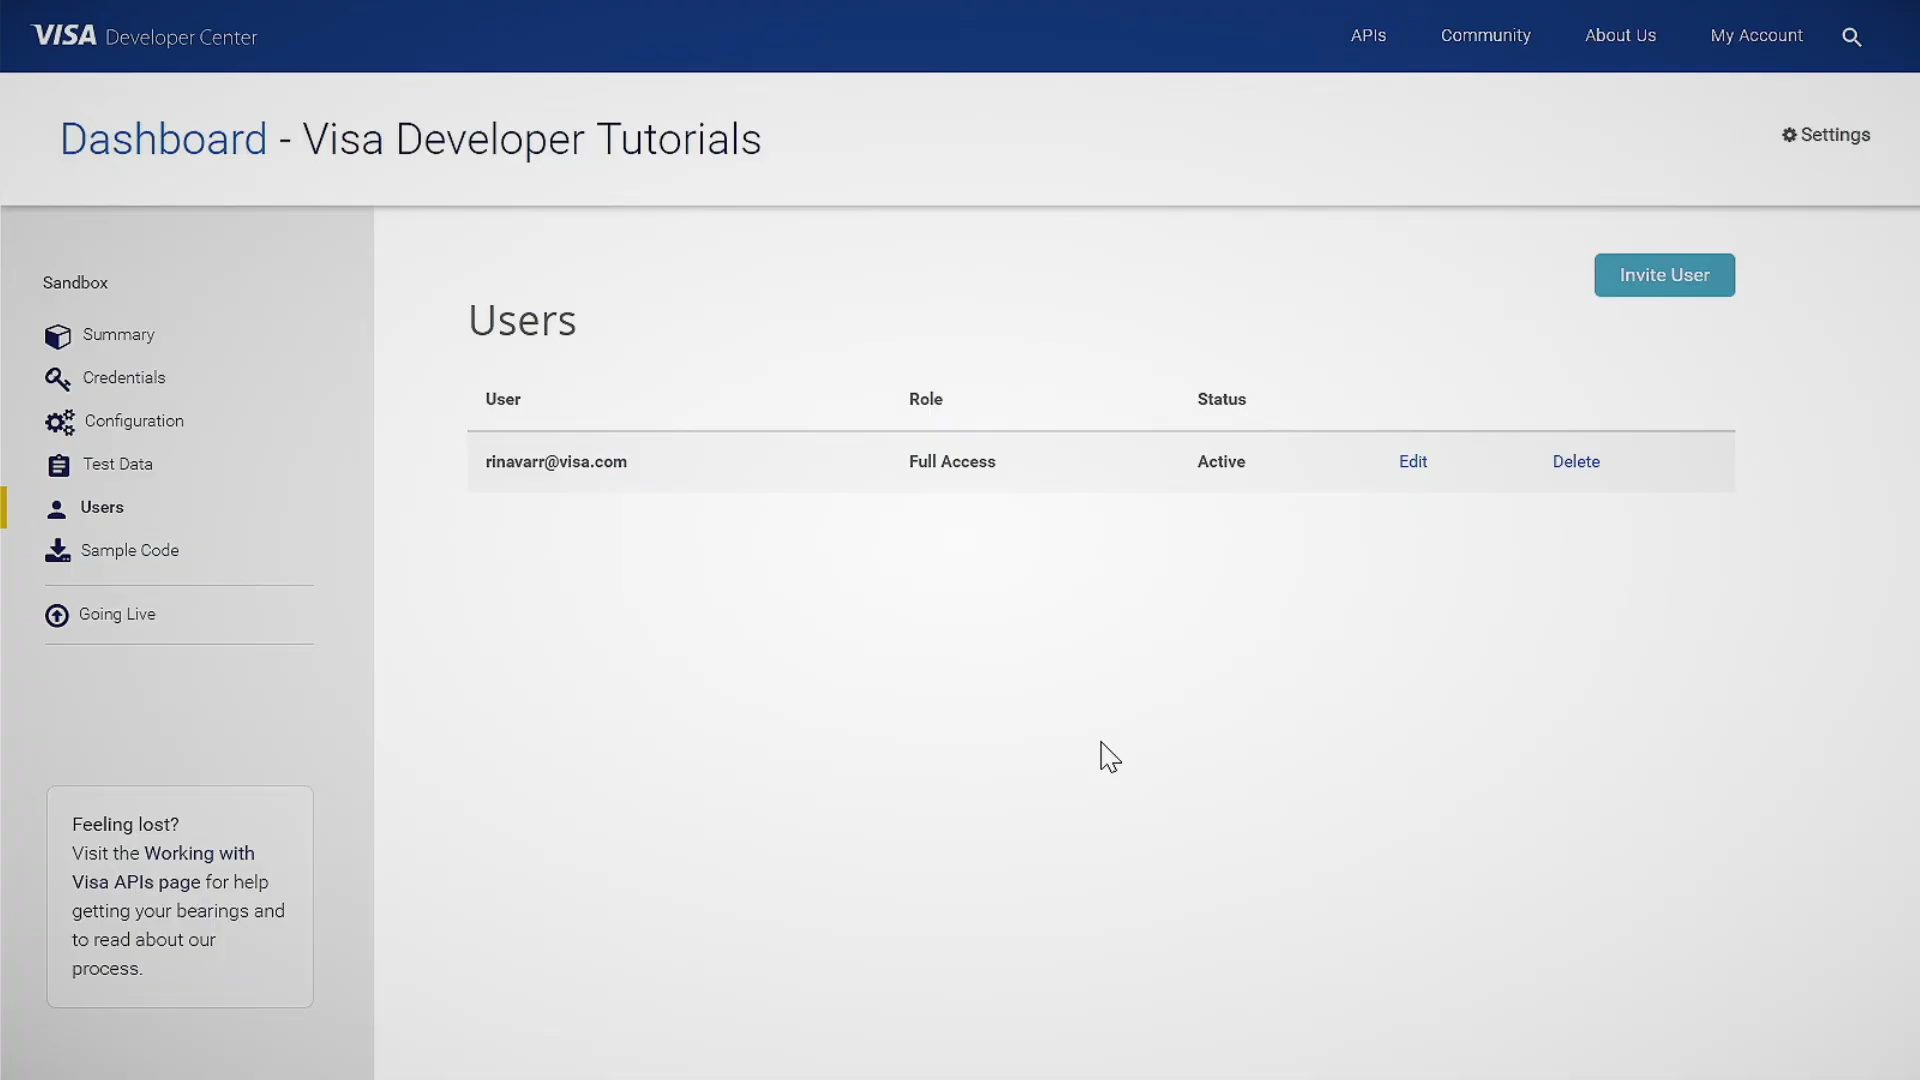 VISA Developer Center
APIs
Community
About Us
My Account
Dashboard - Visa Developer Tutorials
Settings
Sandbox
Summary
Credentials
Configuration
Test Data
Users
Sample Code
Going Live
Feeling lost?
Visit the Working with
Visa APIs page for help
getting your bearings and
to read about our
process.
Invite User
Users
User Role Status
rinavarr@visa.com Full Access Active Edit Delete